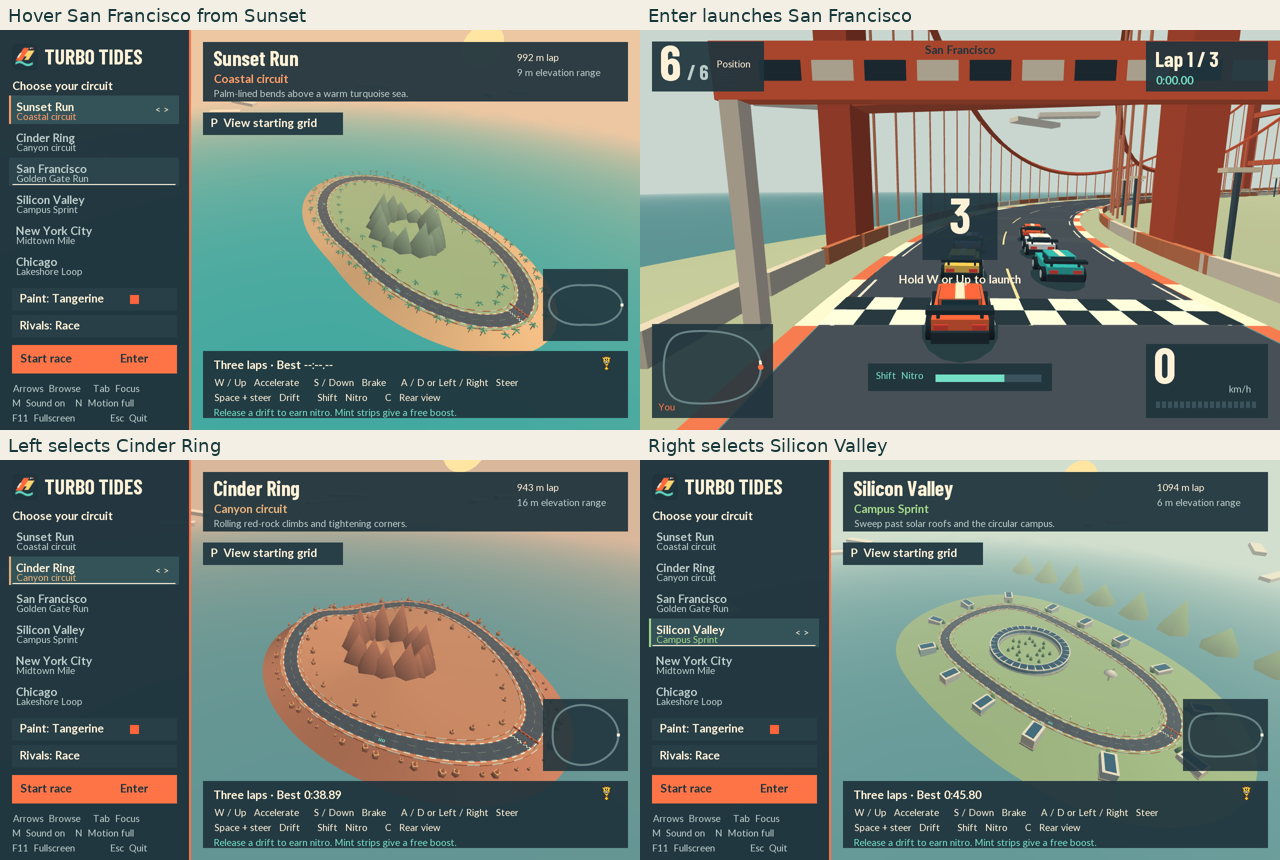 Hover San Francisco from Sunset
TURBO TIDES
Choose your circuit
Sunset Run
Coastal circuit
< >
Cinder Ring
Canyon circuit
San Francisco
Golden Gate Run
Silicon Valley
Campus Sprint
New York City
Midtown Mile
Chicago
Lakeshore Loop
Paint: Tangerine
Rivals: Race
Start race Enter
Arrows Browse Tab Focus
M Sound on N Motion full
F11 Fullscreen Esc Quit
Sunset Run
Coastal circuit
Palm-lined bends above a warm turquoise sea.
992 m lap
9 m elevation range
P View starting grid
Three laps · Best --:--.--
W / Up Accelerate S / Down Brake A / D or Left / Right Steer
Space + steer Drift Shift Nitro C Rear view
Release a drift to earn nitro. Mint strips give a free boost.
Enter launches San Francisco
6 / 6 Position
San Francisco
Lap 1 / 3
0:00.00
3
Hold W or Up to launch
You
Shift Nitro
0
km/h
Left selects Cinder Ring
TURBO TIDES
Choose your circuit
Sunset Run
Coastal circuit
Cinder Ring
Canyon circuit
< >
San Francisco
Golden Gate Run
Silicon Valley
Campus Sprint
New York City
Midtown Mile
Chicago
Lakeshore Loop
Paint: Tangerine
Rivals: Race
Start race Enter
Arrows Browse Tab Focus
M Sound on N Motion full
F11 Fullscreen Esc Quit
Cinder Ring
Canyon circuit
Rolling red-rock climbs and tightening corners.
943 m lap
16 m elevation range
P View starting grid
Three laps · Best 0:38.89
W / Up Accelerate S / Down Brake A / D or Left / Right Steer
Space + steer Drift Shift Nitro C Rear view
Release a drift to earn nitro. Mint strips give a free boost.
Right selects Silicon Valley
TURBO TIDES
Choose your circuit
Sunset Run
Coastal circuit
Cinder Ring
Canyon circuit
San Francisco
Golden Gate Run
Silicon Valley
Campus Sprint
< >
New York City
Midtown Mile
Chicago
Lakeshore Loop
Paint: Tangerine
Rivals: Race
Start race Enter
Arrows Browse Tab Focus
M Sound on N Motion full
F11 Fullscreen Esc Quit
Silicon Valley
Campus Sprint
Sweep past solar roofs and the circular campus.
1094 m lap
6 m elevation range
P View starting grid
Three laps · Best 0:45.80
W / Up Accelerate S / Down Brake A / D or Left / Right Steer
Space + steer Drift Shift Nitro C Rear view
Release a drift to earn nitro. Mint strips give a free boost.